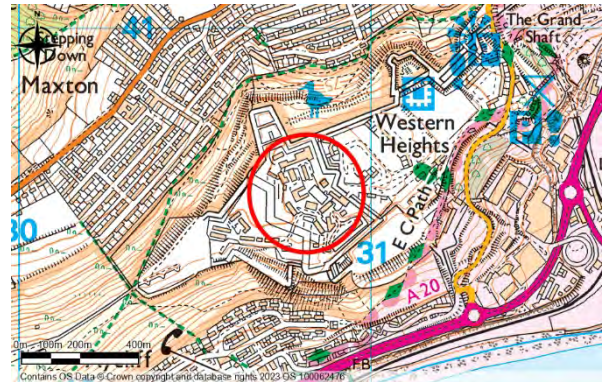 N
The Grand
Shaft
41
Stepping
Down
Maxton
Western
Heights
E C Path
30
31
A 20
0m 100m 200m 400m
FB
Contains OS Data © Crown copyright and database rights 2023 OS 100062476